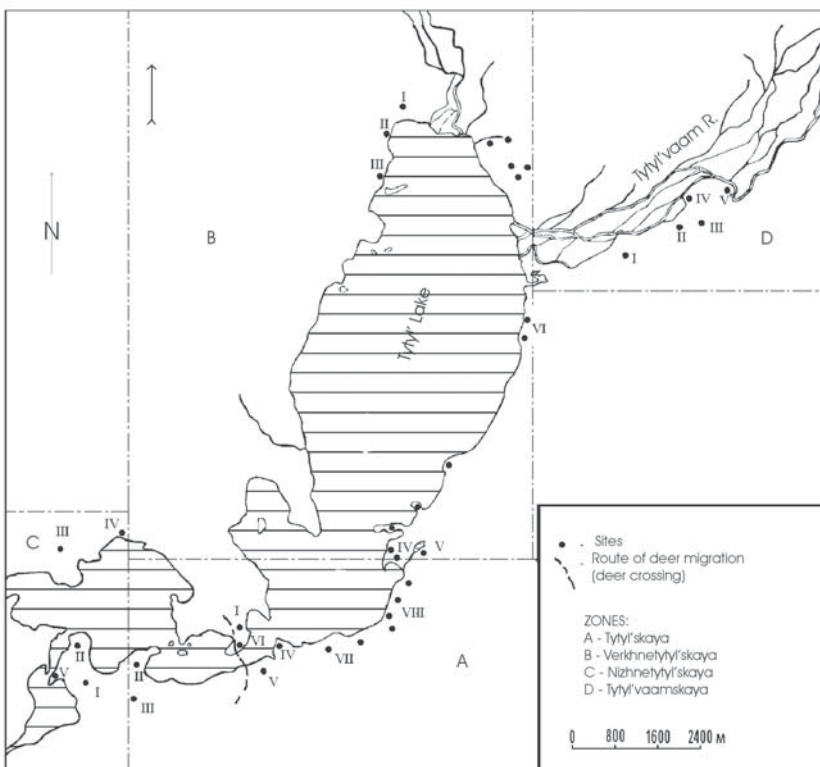 I
II
III
Tytyl'vaam R.
IV
V
III
II
I
D
N
B
Tytyl' Lake
VI
III
IV
C
IV
V
VIII
I
VI
IV
VII
A
II
V
I
II
III
V
. Sites
. Route of deer migration
(deer crossing)
ZONES:
A - Tytyl'skaya
B - Verkhnetytyl'skaya
C - Nizhnetytyl'skaya
D - Tytyl'vaamskaya
0 800 1600 2400 M